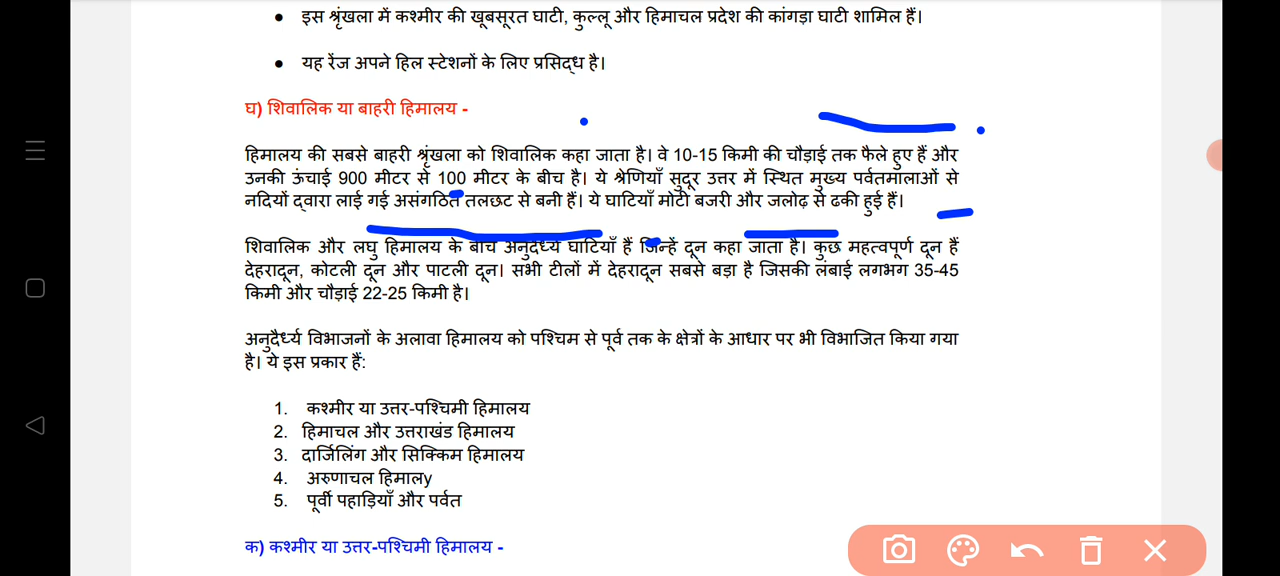 इस श्रृंखला में कश्मीर की खूबसूरत घाटी, कुल्लू और हिमाचल प्रदेश की कांगड़ा घाटी शामिल हैं।
यह रेंज अपने हिल स्टेशनों के लिए प्रसिद्ध है।
घ) शिवालिक या बाहरी हिमालय -
हिमालय की सबसे बाहरी श्रृंखला को शिवालिक कहा जाता है। वे 10-15 किमी की चौड़ाई तक फैले हुए हैं और
उनकी ऊंचाई 900 मीटर से 100 मीटर के बीच है। ये श्रेणियाँ सुदूर उत्तर में स्थित मुख्य पर्वतमालाओं से
नदियों द्वारा लाई गई असंगठित तलछट से बनी हैं। ये घाटियाँ मोटी बजरी और जलोढ़ से ढकी हुई हैं।
शिवालिक और लघु हिमालय के बीच अनुदैर्ध्य घाटियाँ हैं जिन्हें दून कहा जाता है। कुछ महत्वपूर्ण दून हैं
देहरादून, कोटली दून और पाटली दून। सभी टीलों में देहरादून सबसे बड़ा है जिसकी लंबाई लगभग 35-45
किमी और चौड़ाई 22-25 किमी है।
अनुदैर्ध्य विभाजनों के अलावा हिमालय को पश्चिम से पूर्व तक के क्षेत्रों के आधार पर भी विभाजित किया गया
है। ये इस प्रकार हैं:
1. कश्मीर या उत्तर-पश्चिमी हिमालय
2. हिमाचल और उत्तराखंड हिमालय
3. दार्जिलिंग और सिक्किम हिमालय
4. अरुणाचल हिमालy
5. पूर्वी पहाड़ियाँ और पर्वत
क) कश्मीर या उत्तर-पश्चिमी हिमालय -